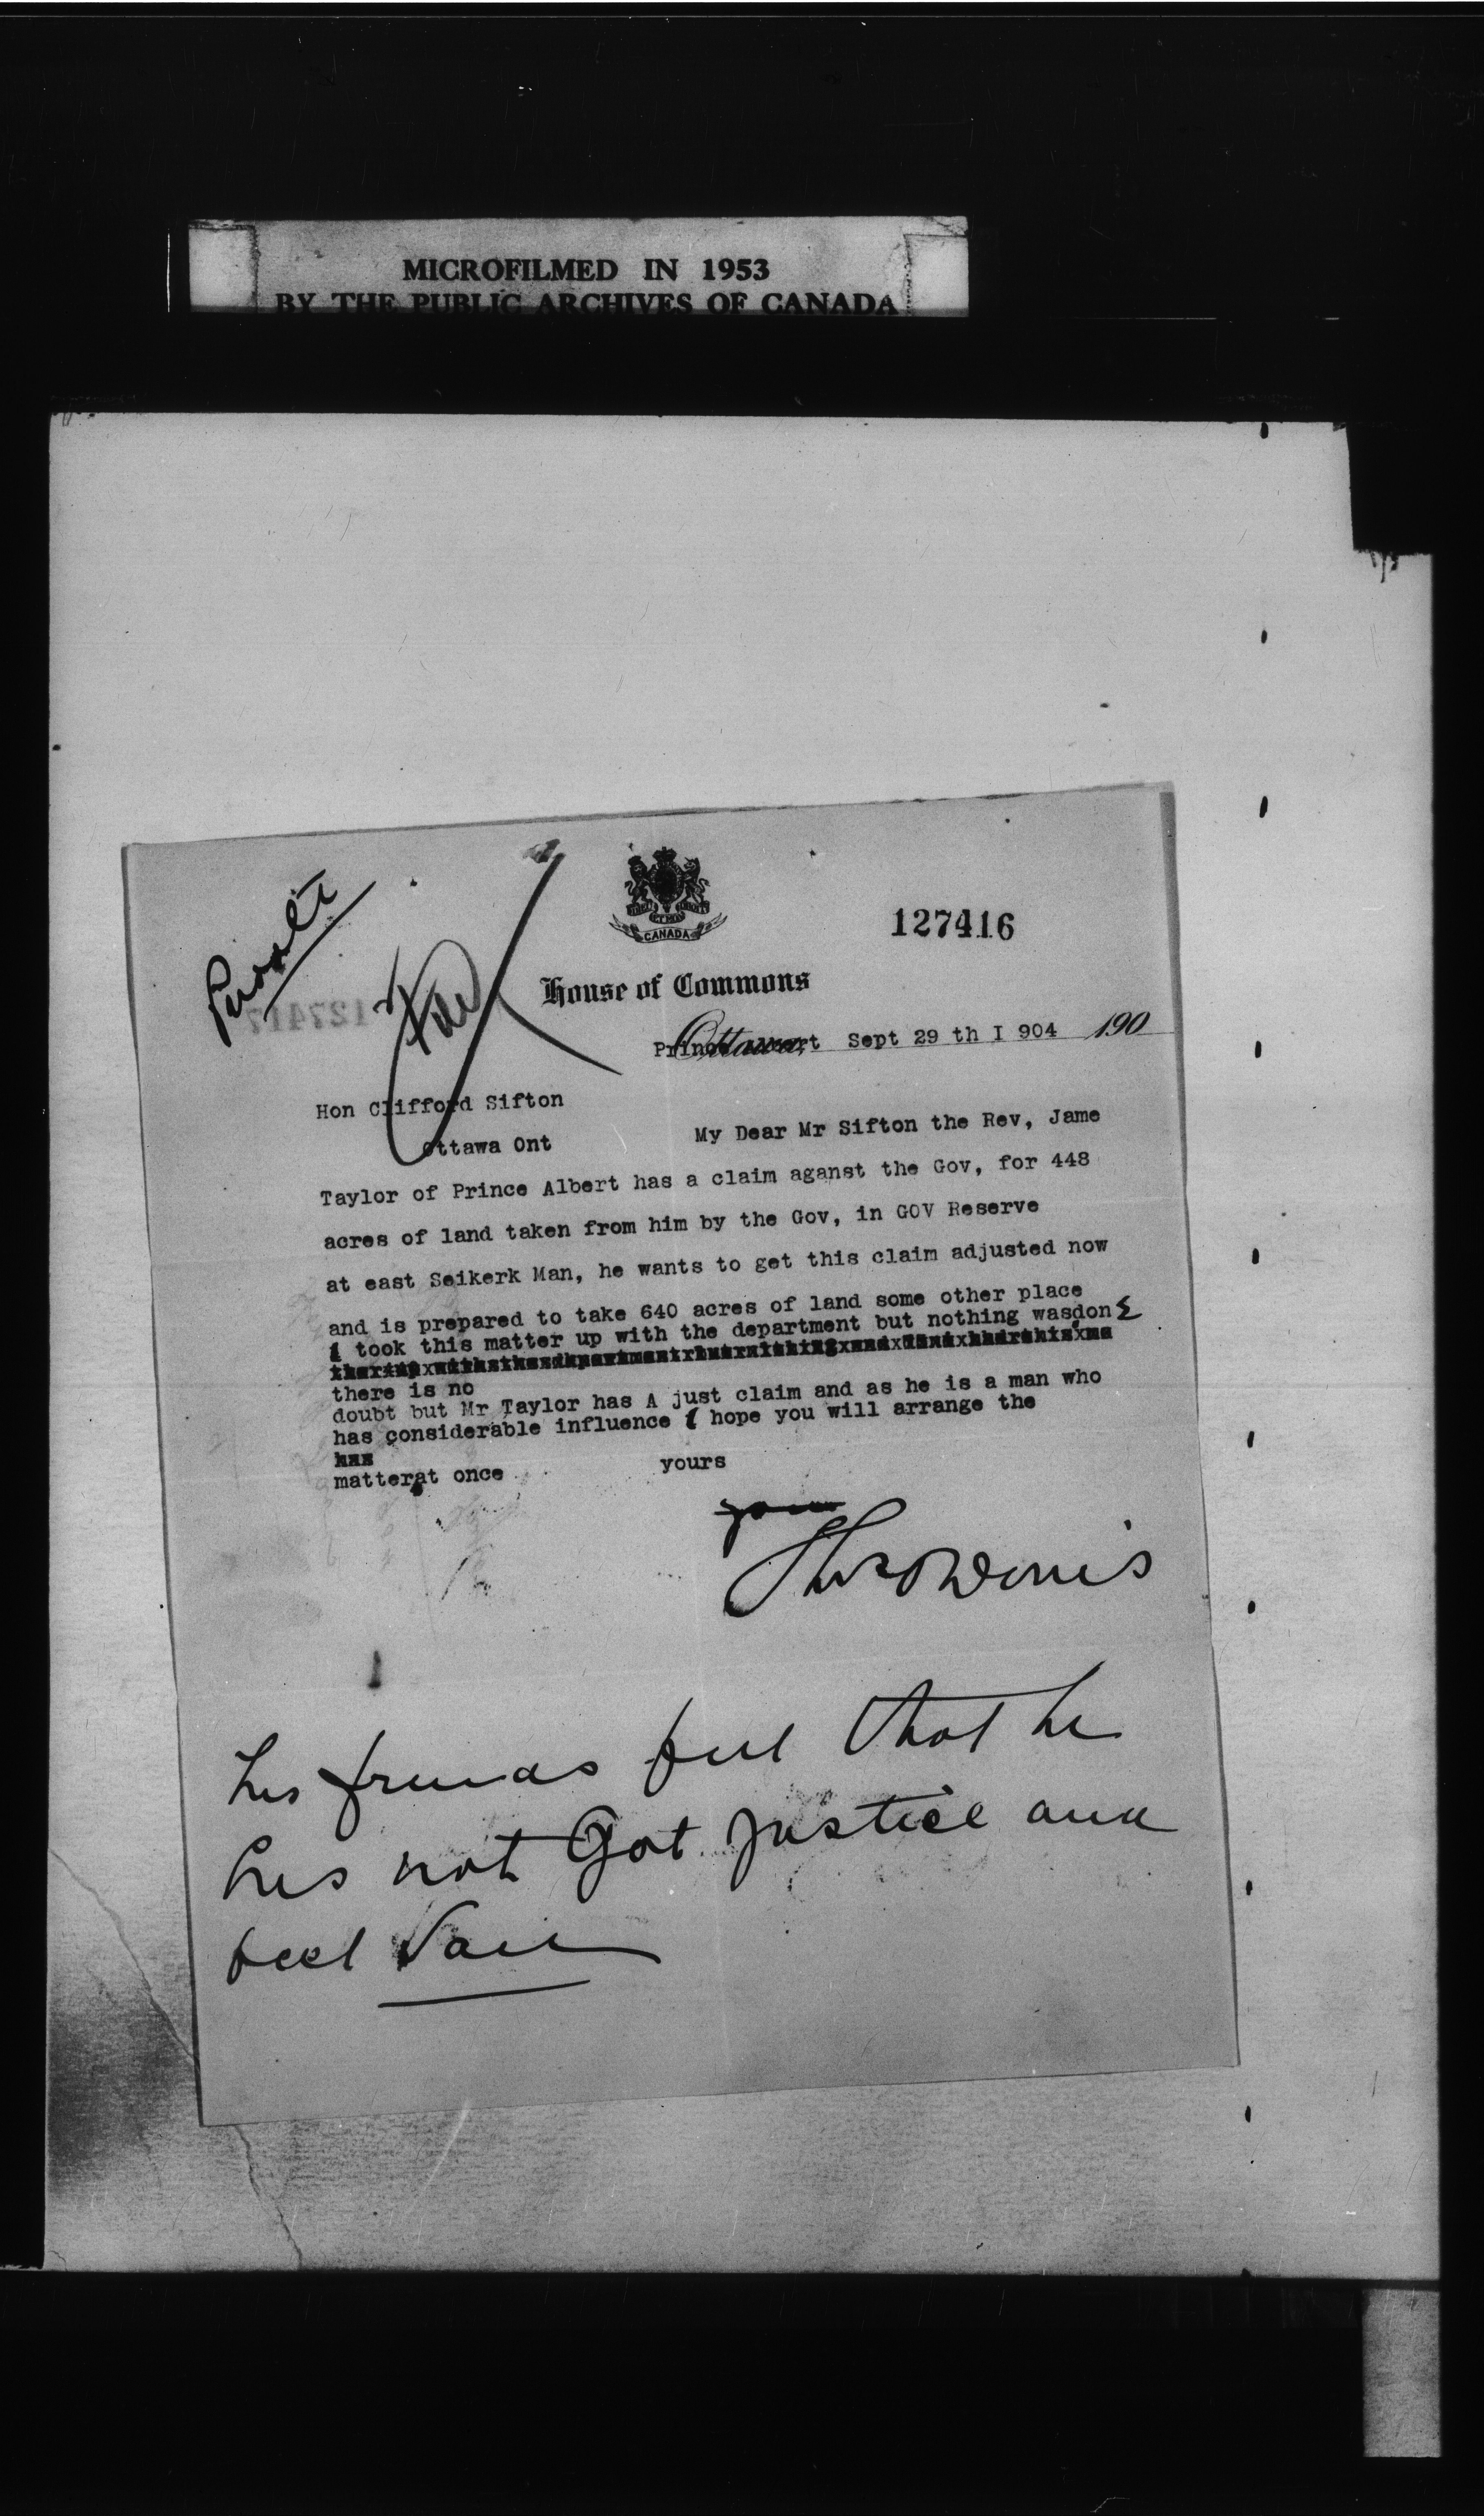 MICROFILMED IN 1953
BY THE PUBLIC ARCHIVES OF CANADA
CANADA
127416
127417
House of Commons
Ottawa, Sept 29 th I 904 190
Hon Clifford Sifton
Ottawa Ont My Dear Mr Sifton the Rev, Jame
Taylor of Prince Albert has a claim aganst the Gov, for 448
acres of land taken from him by the Gov, in GOV Reserve
at east Seikerk Man, he wants to get this claim adjusted now
and is prepared to take 640 acres of land some other place
I took this matter up with the department but nothing wasdonE
there is no
doubt but Mr Taylor has A just claim and as he is a man who
has considerable influence I hope you will arrange the
has
matterat once yours
your
Thos O Davis
his friends feel that he
has not Got justice and
feel